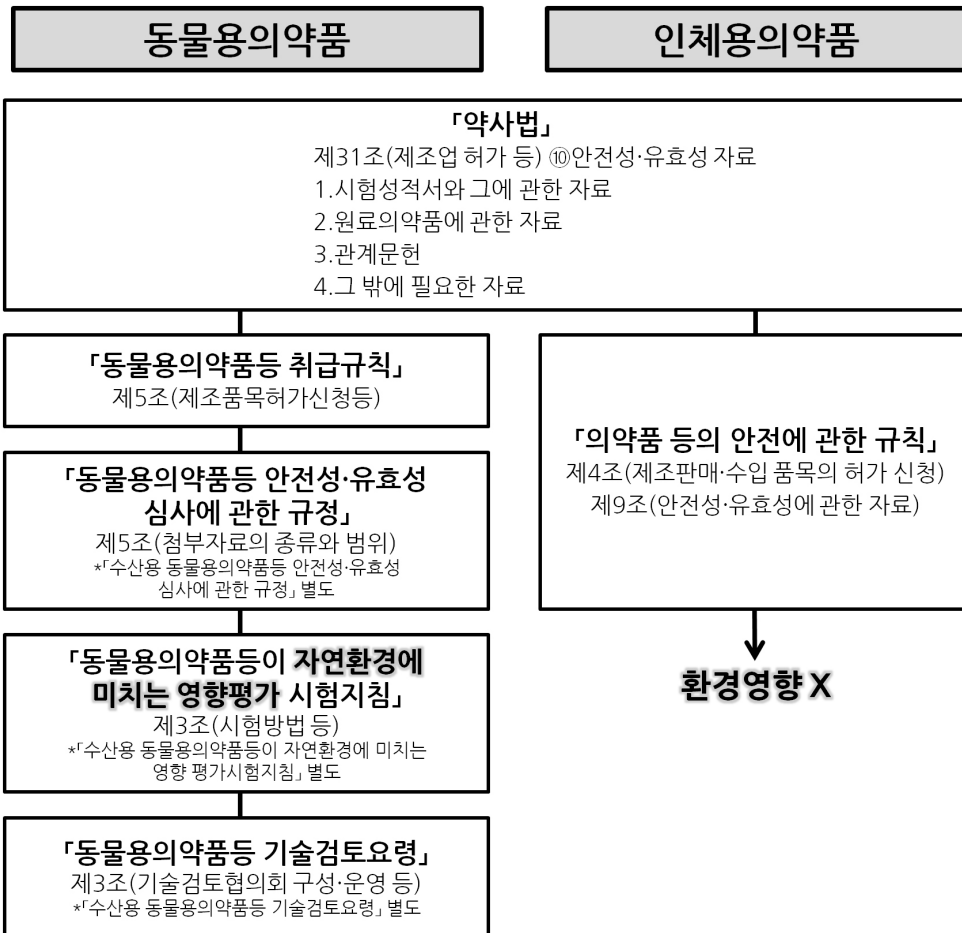 동물용의약품
인체용의약품
「약사법」
제31조(제조업 허가 등) ⑩안전성·유효성 자료
1.시험성적서와 그에 관한 자료
2.원료의약품에 관한 자료
3.관계문헌
4.그 밖에 필요한 자료
「동물용의약품등 취급규칙」
제5조(제조품목허가신청등)
「동물용의약품등 안전성·유효성
심사에 관한 규정」
제5조(첨부자료의 종류와 범위)
*「수산용 동물용의약품등 안전성·유효성
심사에 관한 규정」 별도
「동물용의약품등이 자연환경에
미치는 영향평가 시험지침」
제3조(시험방법 등)
*「수산용 동물용의약품등이 자연환경에 미치는
영향 평가시험지침」 별도
「동물용의약품등 기술검토요령」
제3조(기술검토협의회 구성·운영 등)
*「수산용 동물용의약품등 기술검토요령」 별도
「의약품 등의 안전에 관한 규칙」
제4조(제조판매·수입 품목의 허가 신청)
제9조(안전성·유효성에 관한 자료)
환경영향 X